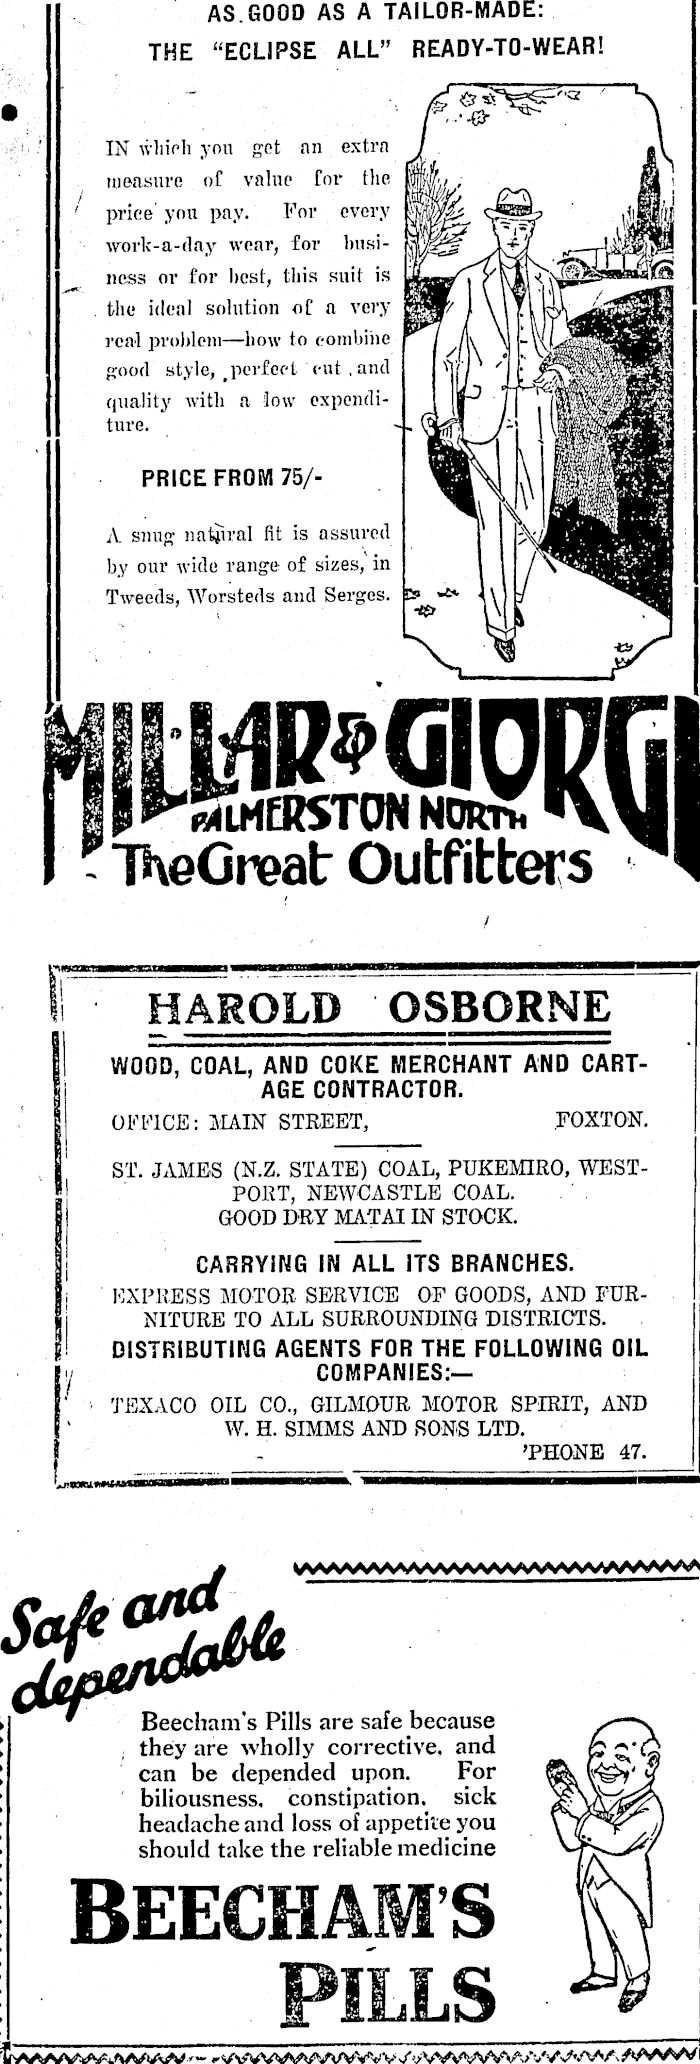 AS GOOD AS A TAILOR-MADE:
THE "ECLIPSE ALL" READY-TO-WEAR!
IN which you get an extra
measure of value for the
price you pay. For every
work-a-day wear, for busi-
ness or for best, this suit is
the ideal solution of a very
real problem—how to combine
good style, perfect cut and
quality with a low expendi-
ture.
PRICE FROM 75/-
A snug natural fit is assured
by our wide range of sizes, in
Tweeds, Worsteds and Serges.
MILLAR & GIORGI
PALMERSTON NORTH
The Great Outfitters
HAROLD OSBORNE
WOOD, COAL, AND COKE MERCHANT AND CART-
AGE CONTRACTOR.
OFFICE: MAIN STREET, FOXTON.
ST. JAMES (N.Z. STATE) COAL, PUKEMIRO, WEST-
PORT, NEWCASTLE COAL.
GOOD DRY MATAI IN STOCK.
CARRYING IN ALL ITS BRANCHES.
EXPRESS MOTOR SERVICE OF GOODS, AND FUR-
NITURE TO ALL SURROUNDING DISTRICTS.
DISTRIBUTING AGENTS FOR THE FOLLOWING OIL
COMPANIES:—
TEXACO OIL CO., GILMOUR MOTOR SPIRIT, AND
W. H. SIMMS AND SONS LTD.
'PHONE 47.
Safe and
dependable
Beecham's Pills are safe because
they are wholly corrective, and
can be depended upon. For
biliousness, constipation, sick
headache and loss of appetite you
should take the reliable medicine
BEECHAM'S
PILLS